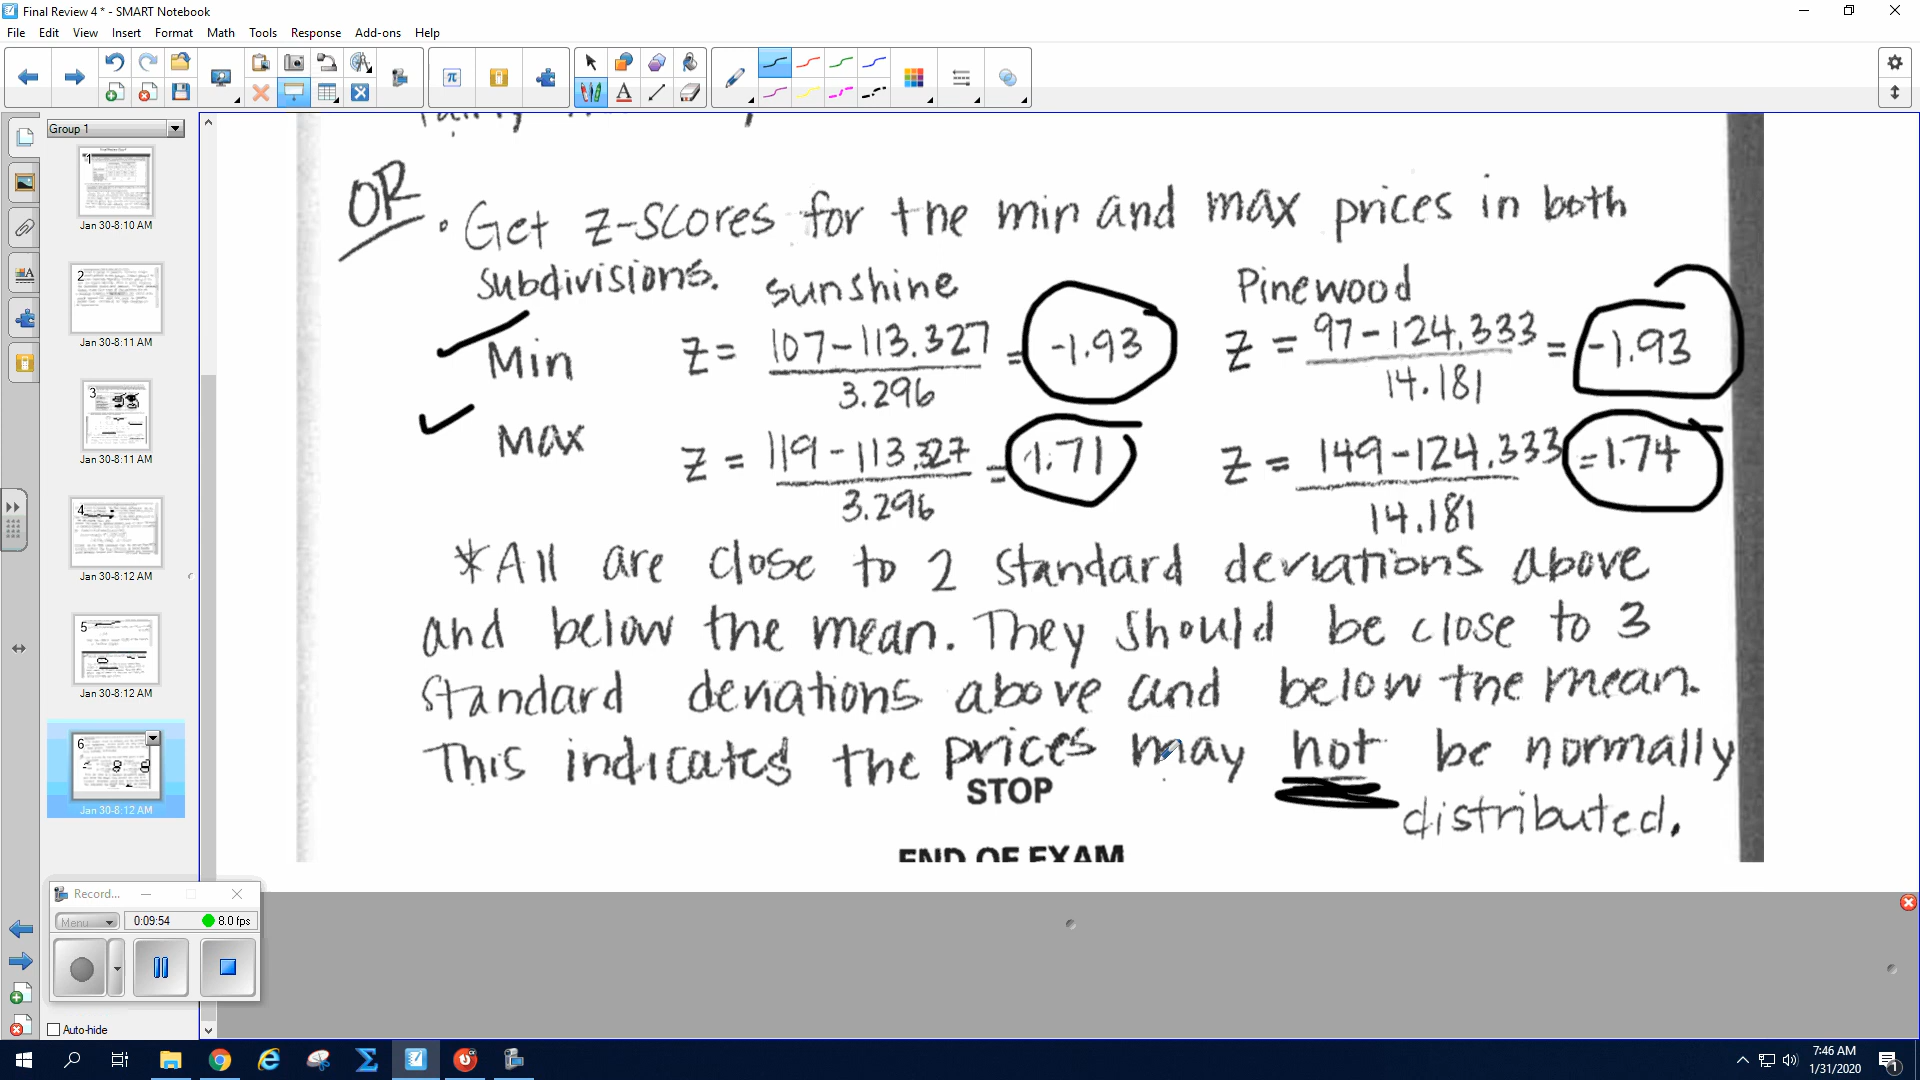 Final Review 4 * - SMART Notebook
File Edit View Insert Format Math Tools Response Add-ons Help
Group 1
1
Jan 30-8:10 AM
2
Jan 30-8:11 AM
3
Jan 30-8:11 AM
4
Jan 30-8:12 AM
5
Jan 30-8:12 AM
6
Jan 30-8:12 AM
OR • Get z-scores for the min and max prices in both
subdivisions. sunshine Pinewood
Min z = 107-113.327 / 3.296 = -1.93 z = 97-124.333 / 14.181 = -1.93
Max z = 119-113.327 / 3.296 = 1.71 z = 149-124.333 / 14.181 = 1.74
*All are close to 2 standard deviations above
and below the mean. They should be close to 3
standard deviations above and below the mean.
This indicates the prices may not be normally
distributed.
STOP
END OF EXAM
Record...
Menu 0:09:54 8.0 fps
Auto-hide
7:46 AM
1/31/2020
1